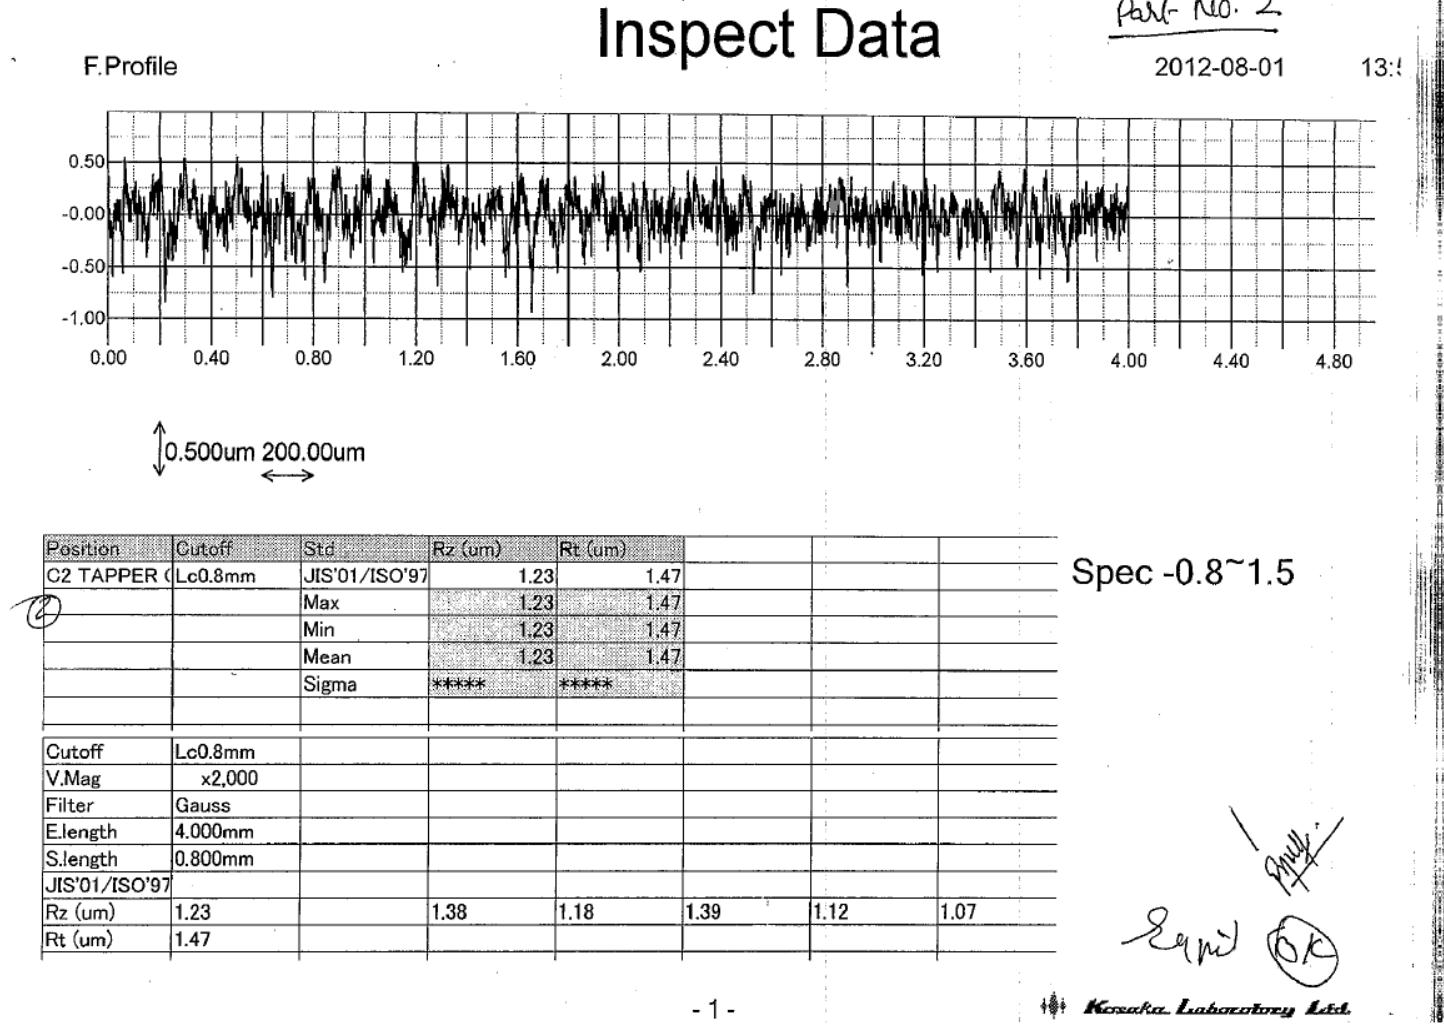 Part No. 2
Inspect Data
F.Profile
2012-08-01 13:
0.50
-0.00
-0.50
-1.00
0.00 0.40 0.80 1.20 1.60 2.00 2.40 2.80 3.20 3.60 4.00 4.40 4.80
0.500um 200.00um
Position Cutoff Std Rz (um) Rt (um)
C2 TAPPER ( Lc0.8mm JIS'01/ISO'97 1.23 1.47
Max 1.23 1.47
Min 1.23 1.47
Mean 1.23 1.47
Sigma ***** *****
2
Spec -0.8~1.5
Cutoff Lc0.8mm
V.Mag x2,000
Filter Gauss
E.length 4.000mm
S.length 0.800mm
JIS'01/ISO'97
Rz (um) 1.23 1.38 1.18 1.39 1.12 1.07
Rt (um) 1.47
OK
- 1 -
Kosaka Laboratory Ltd.